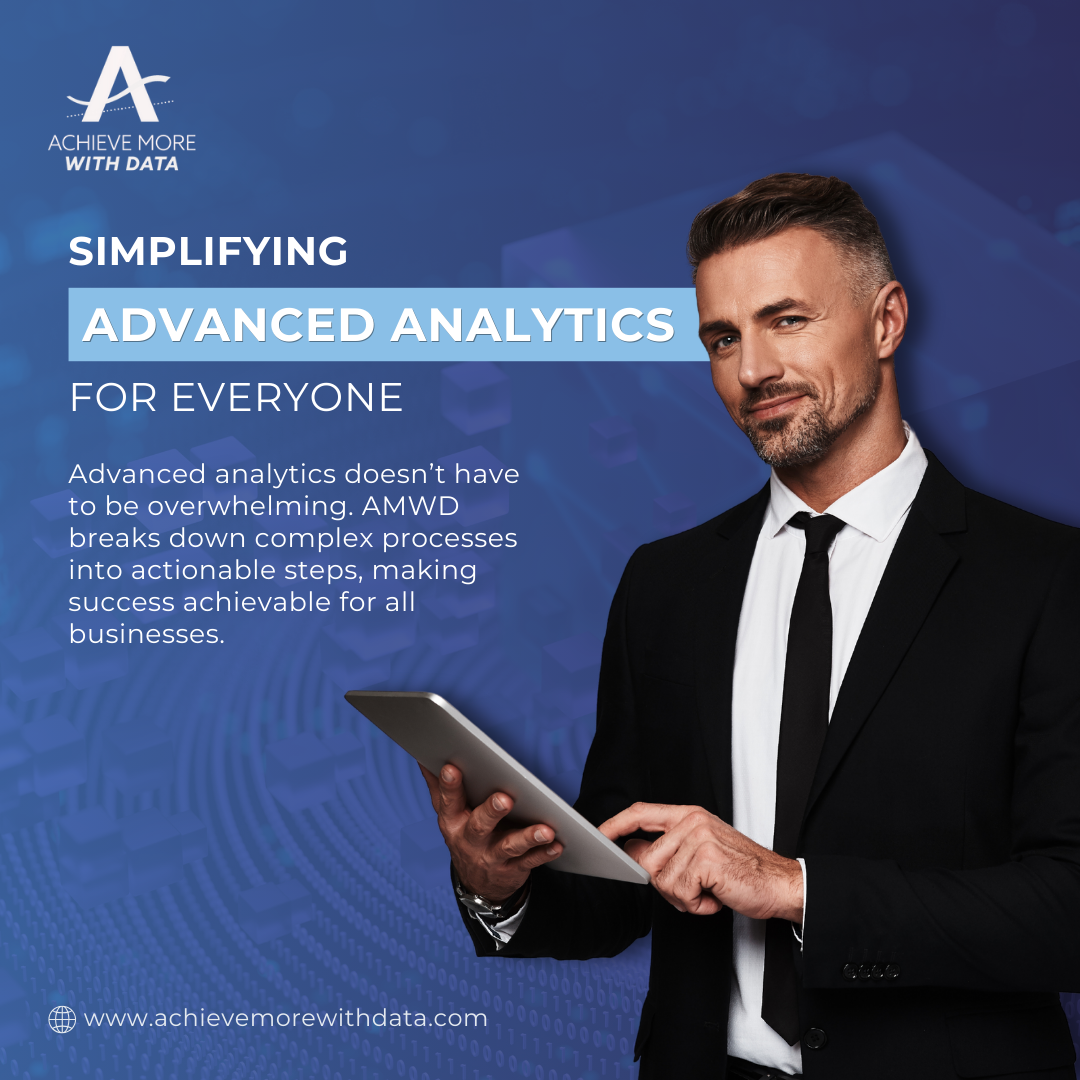 ACHIEVE MORE
WITH DATA
SIMPLIFYING
ADVANCED ANALYTICS
FOR EVERYONE
Advanced analytics doesn’t have
to be overwhelming. AMWD
breaks down complex processes
into actionable steps, making
success achievable for all
businesses.
www.achievemorewithdata.com